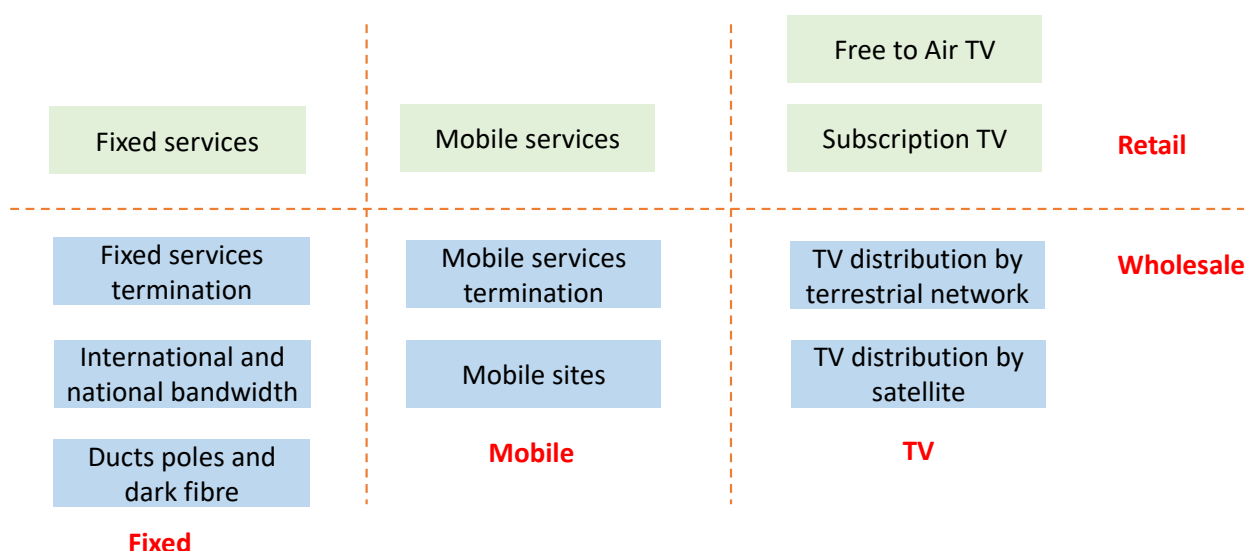 Free to Air TV
Fixed services
Mobile services
Subscription TV
Retail
Fixed services
termination
Mobile services
termination
TV distribution by
terrestrial network
Wholesale
International and
national bandwidth
Mobile sites
TV distribution by
satellite
Ducts poles and
dark fibre
Mobile
TV
Fixed